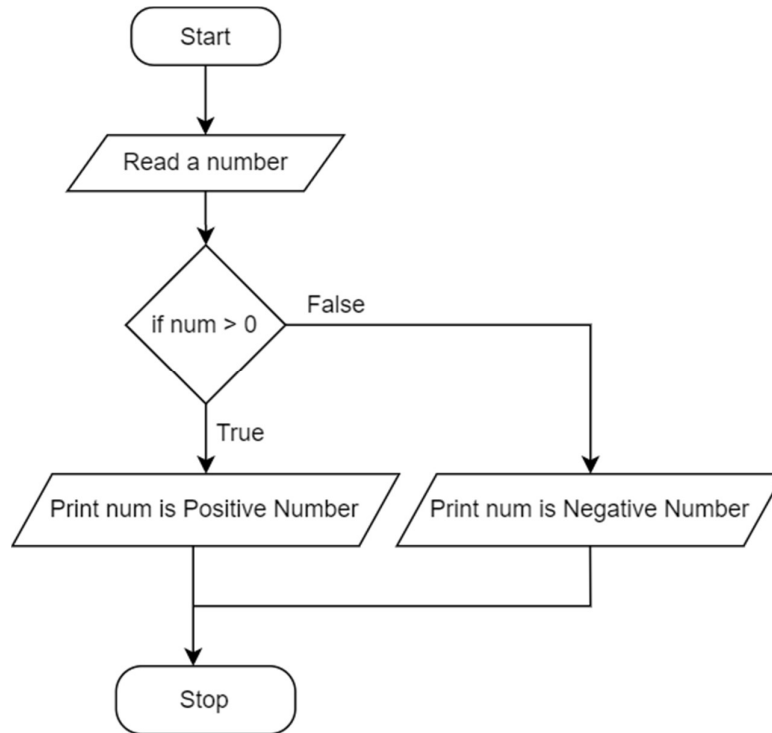 Start
Read a number
if num > 0
False
True
Print num is Positive Number
Print num is Negative Number
Stop